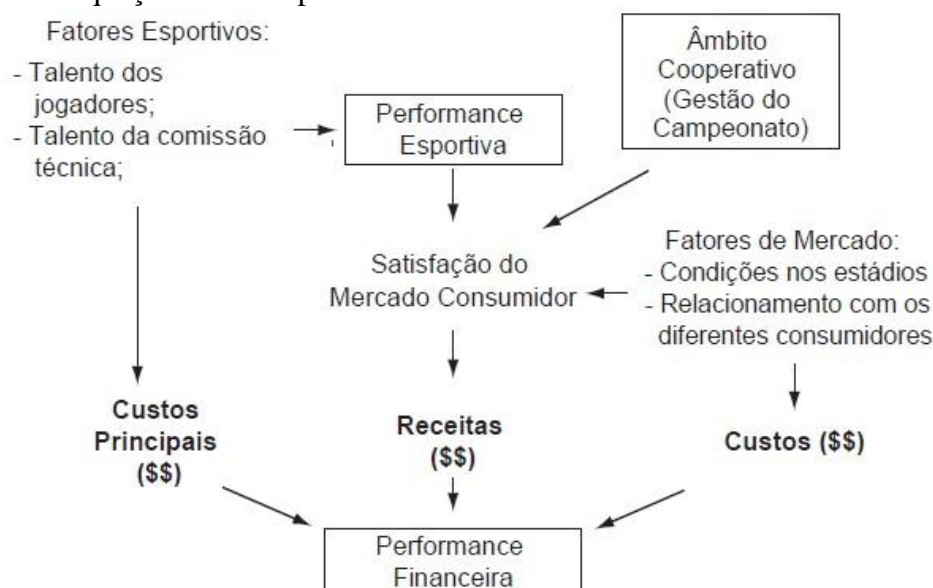 Fatores Esportivos:
- Talento dos
jogadores;
- Talento da comissão
técnica;
Performance
Esportiva
Âmbito
Cooperativo
(Gestão do
Campeonato)
Satisfação do
Mercado Consumidor
Fatores de Mercado:
- Condições nos estádios
- Relacionamento com os
diferentes consumidores
Custos
Principais
($$)
Receitas
($$)
Custos ($$)
Performance
Financeira